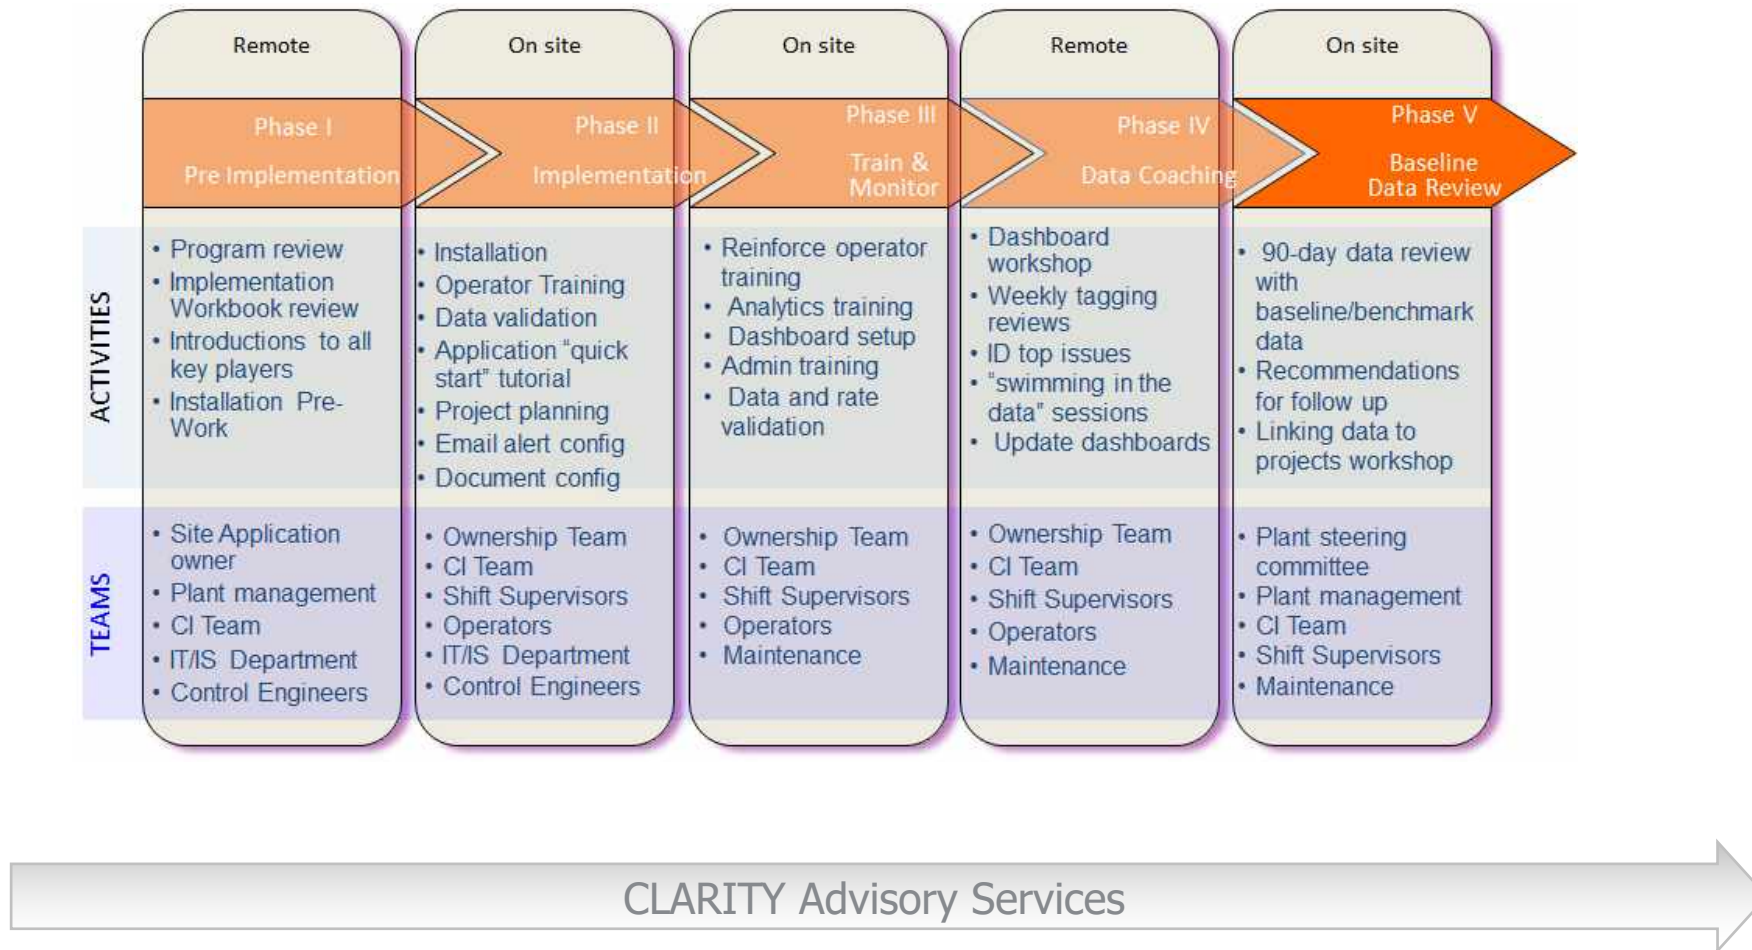 Remote
On site
On site
Remote
On site
Phase I
Pre Implementation
Phase II
Implementation
Phase III
Train &
Monitor
Phase IV
Data Coaching
Phase V
Baseline
Data Review
ACTIVITIES
• Program review
• Implementation
Workbook review
• Introductions to all
key players
• Installation Pre-
Work
• Installation
• Operator Training
• Data validation
• Application “quick
start” tutorial
• Project planning
• Email alert config
• Document config
• Reinforce operator
training
• Analytics training
• Dashboard setup
• Admin training
• Data and rate
validation
• Dashboard
workshop
• Weekly tagging
reviews
• ID top issues
• “swimming in the
data” sessions
• Update dashboards
• 90-day data review
with
baseline/benchmark
data
• Recommendations
for follow up
• Linking data to
projects workshop
TEAMS
• Site Application
owner
• Plant management
• CI Team
• IT/IS Department
• Control Engineers
• Ownership Team
• CI Team
• Shift Supervisors
• Operators
• IT/IS Department
• Control Engineers
• Ownership Team
• CI Team
• Shift Supervisors
• Operators
• Maintenance
• Ownership Team
• CI Team
• Shift Supervisors
• Operators
• Maintenance
• Plant steering
committee
• Plant management
• CI Team
• Shift Supervisors
• Maintenance
CLARITY Advisory Services